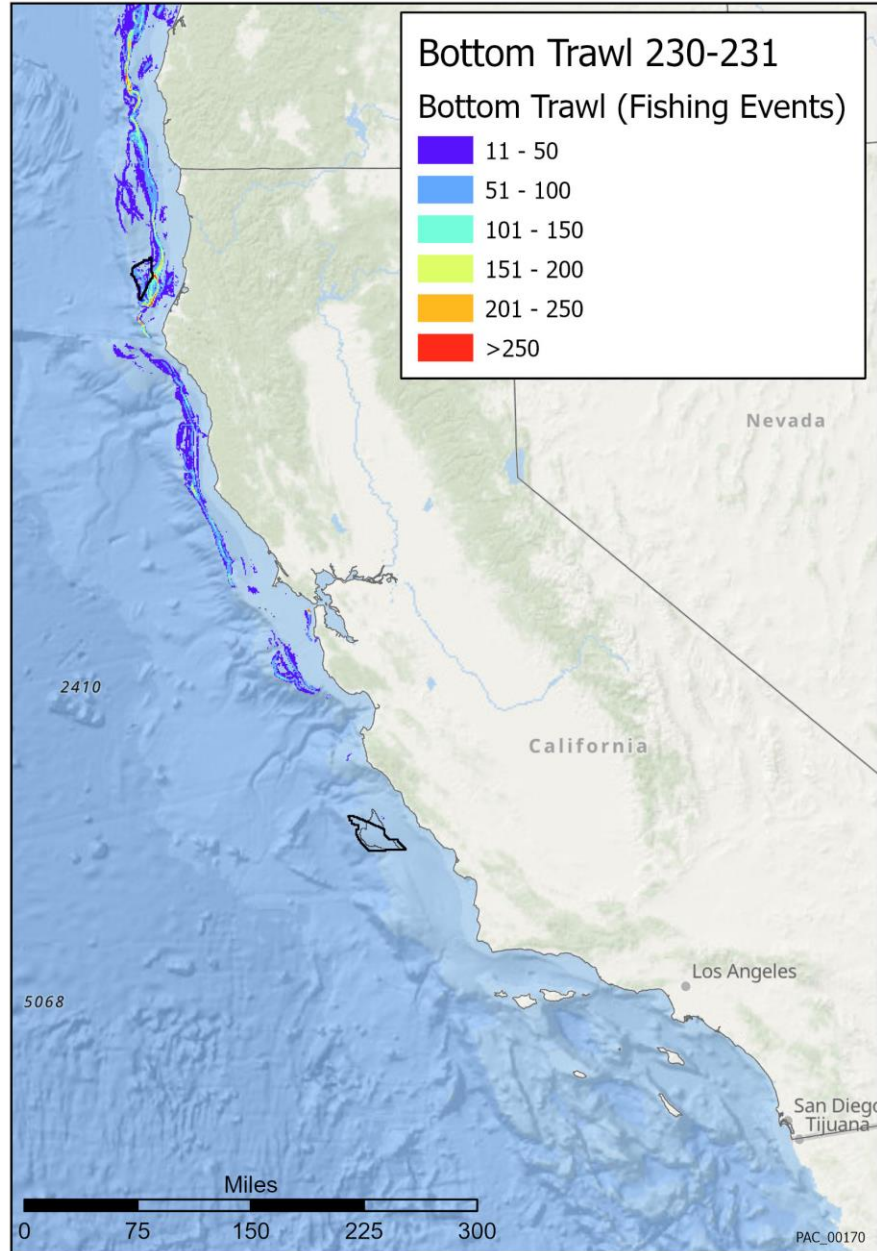 Bottom Trawl 230-231
Bottom Trawl (Fishing Events)
11 - 50
51 - 100
101 - 150
151 - 200
201 - 250
>250
Nevada
2410
California
Los Angeles
5068
San Diego
Tijuana
Miles
0 75 150 225 300
PAC_00170